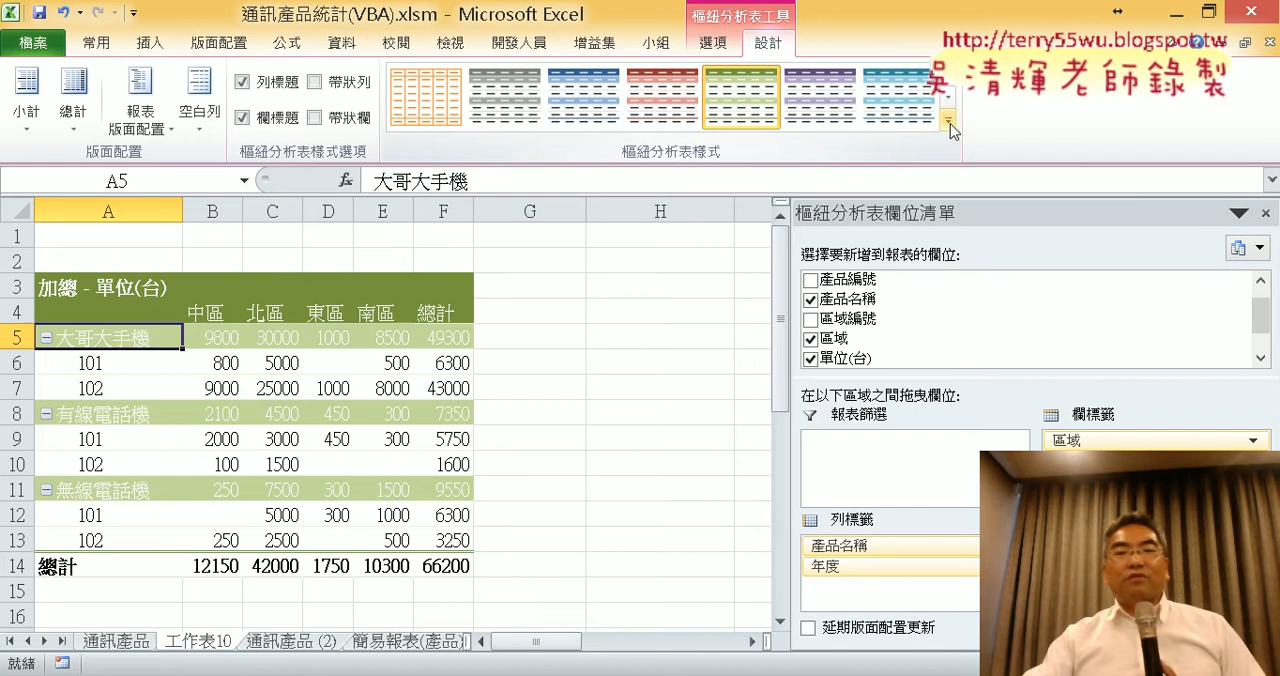 通訊產品統計(VBA).xlsm - Microsoft Excel
樞紐分析表工具
檔案 常用 插入 版面配置 公式 資料 校閱 檢視 開發人員 增益集 小組 選項 設計
http://terry55wu.blogspot.tw
吳清輝老師錄製
小計 總計 報表版面配置 空白列
列標題 帶狀列
欄標題 帶狀欄
版面配置 樞紐分析表樣式選項 樞紐分析表樣式
A5 fx 大哥大手機
A B C D E F G H
樞紐分析表欄位清單
選擇要新增到報表的欄位:
產品編號
產品名稱
區域編號
區域
單位(台)
在以下區域之間拖曳欄位:
報表篩選 欄標籤
區域
列標籤
產品名稱
年度
延期版面配置更新
1
2
3 加總 - 單位(台)
4 中區 北區 東區 南區 總計
5 大哥大手機 9800 30000 1000 8500 49300
6 101 800 5000 500 6300
7 102 9000 25000 1000 8000 43000
8 有線電話機 2100 4500 450 300 7350
9 101 2000 3000 450 300 5750
10 102 100 1500 1600
11 無線電話機 250 7500 300 1500 9550
12 101 5000 300 1000 6300
13 102 250 2500 500 3250
14 總計 12150 42000 1750 10300 66200
15
16
通訊產品 工作表10 通訊產品 (2) 簡易報表(產品)
就緒